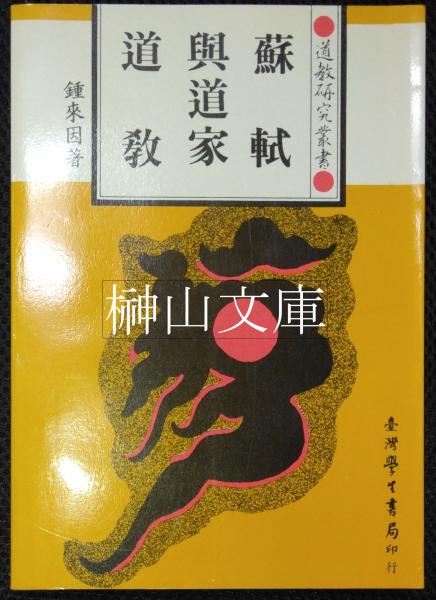 道教研究叢書
蘇軾
與道家
道教
鍾來因著
榊山文庫
臺灣學生書局印行